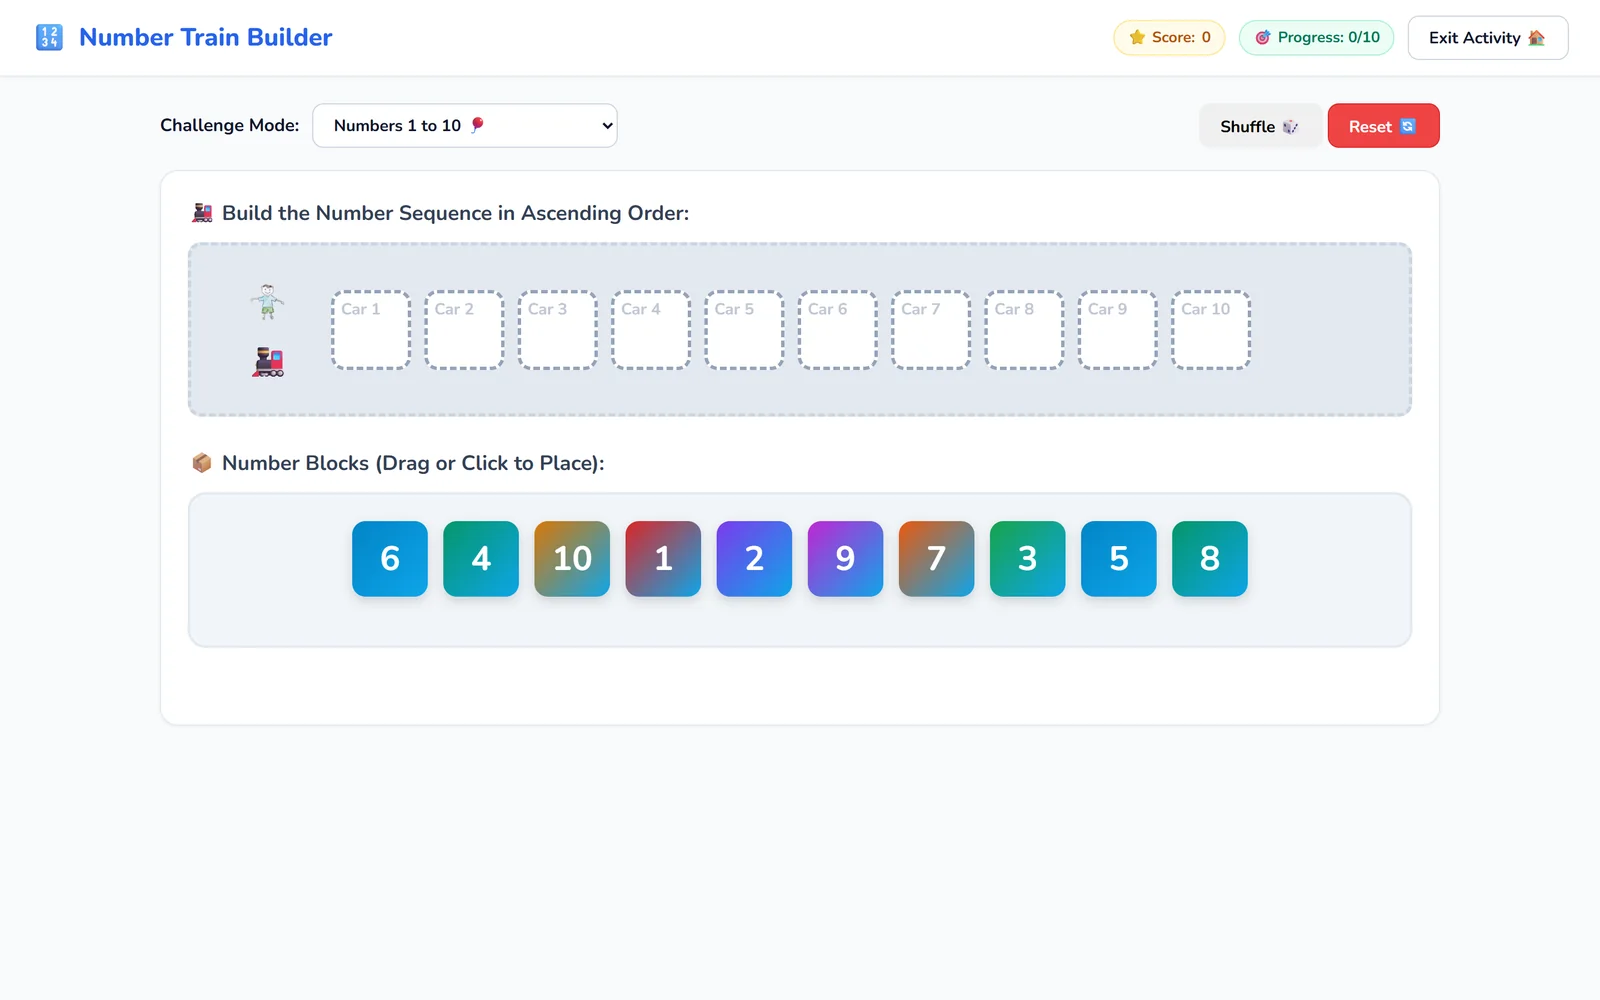 Number Train Builder
Score: 0
Progress: 0/10
Exit Activity
Challenge Mode:
Numbers 1 to 10
Shuffle
Reset
Build the Number Sequence in Ascending Order:
Car 1 Car 2 Car 3 Car 4 Car 5 Car 6 Car 7 Car 8 Car 9 Car 10
Number Blocks (Drag or Click to Place):
6 4 10 1 2 9 7 3 5 8